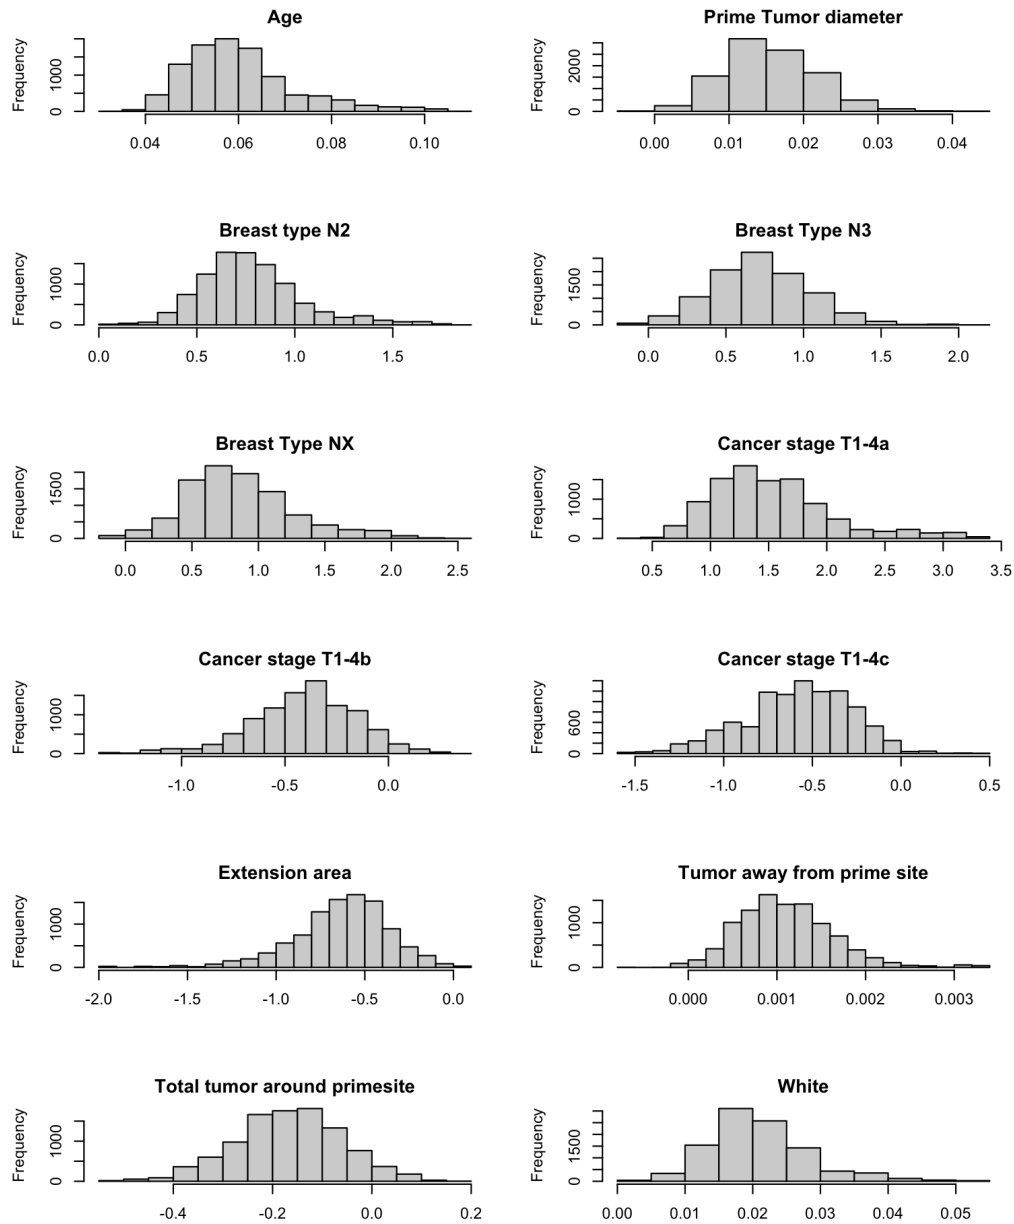 Age
Frequency
0 1000
0.04 0.06 0.08 0.10
Prime Tumor diameter
Frequency
0 2000
0.00 0.01 0.02 0.03 0.04
Breast type N2
Frequency
0 1000
0.0 0.5 1.0 1.5
Breast Type N3
Frequency
0 1500
0.0 0.5 1.0 1.5 2.0
Breast Type NX
Frequency
0 1500
0.0 0.5 1.0 1.5 2.0 2.5
Cancer stage T1-4a
Frequency
0 1000
0.5 1.0 1.5 2.0 2.5 3.0 3.5
Cancer stage T1-4b
Frequency
0 1000
-1.0 -0.5 0.0
Cancer stage T1-4c
Frequency
0 600
-1.5 -1.0 -0.5 0.0 0.5
Extension area
Frequency
0 1000
-2.0 -1.5 -1.0 -0.5 0.0
Tumor away from prime site
Frequency
0 1000
0.000 0.001 0.002 0.003
Total tumor around primesite
Frequency
0 1000
-0.4 -0.2 0.0 0.2
White
Frequency
0 1500
0.00 0.01 0.02 0.03 0.04 0.05